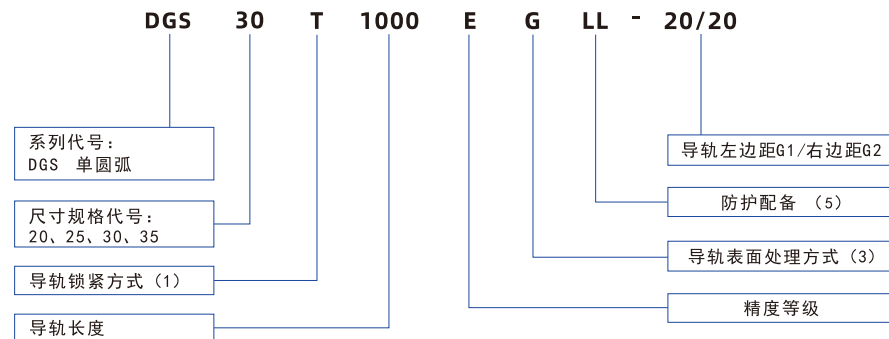 DGS 30 T 1000 E G LL - 20/20
系列代号：
DGS 单圆弧
尺寸规格代号：
20、25、30、35
导轨锁紧方式（1）
导轨长度
导轨左边距G1/右边距G2
防护配备 （5）
导轨表面处理方式（3）
精度等级